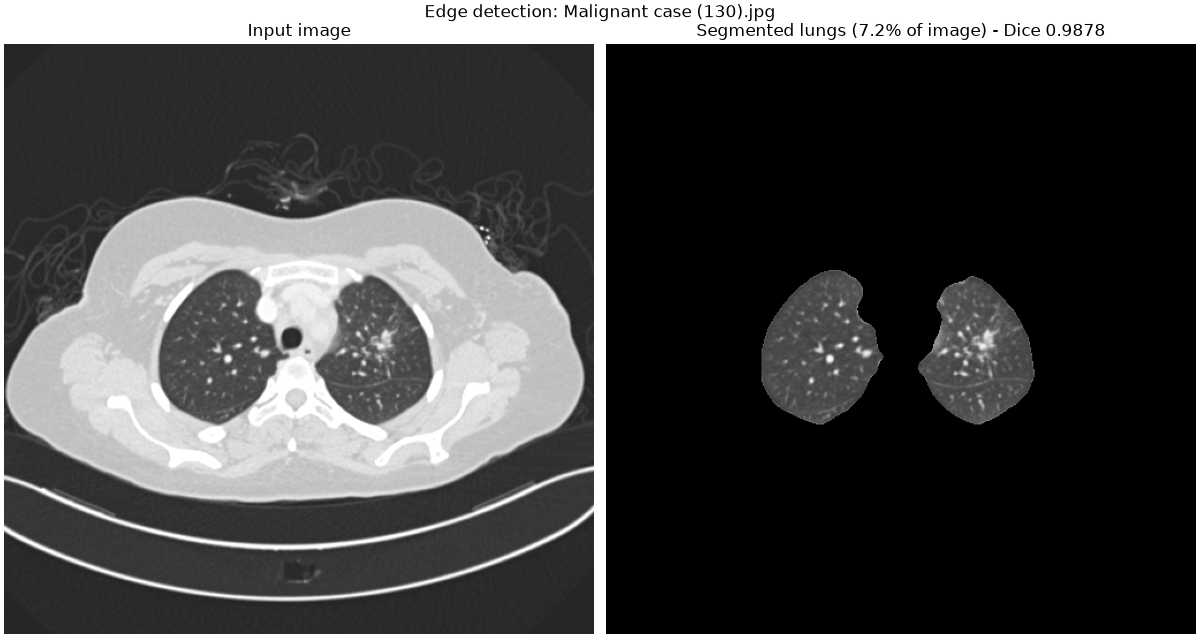 Edge detection: Malignant case (130).jpg
Input image
Segmented lungs (7.2% of image) - Dice 0.9878